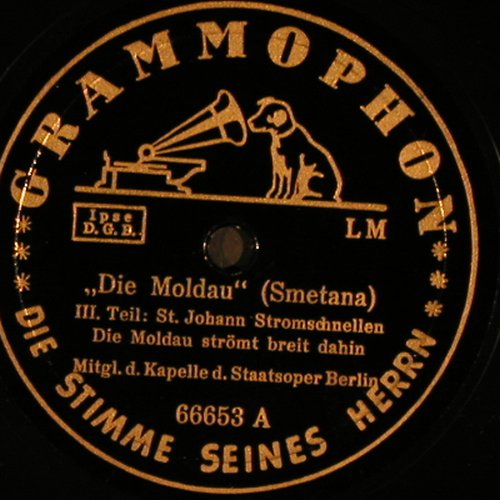 GRAMMOPHON
Ipse
D.G.B.
LM
„Die Moldau“ (Smetana)
III. Teil: St. Johann Stromschnellen
Die Moldau strömt breit dahin
Mitgl. d. Kapelle d. Staatsoper Berlin
66653 A
DIE STIMME SEINES HERRN